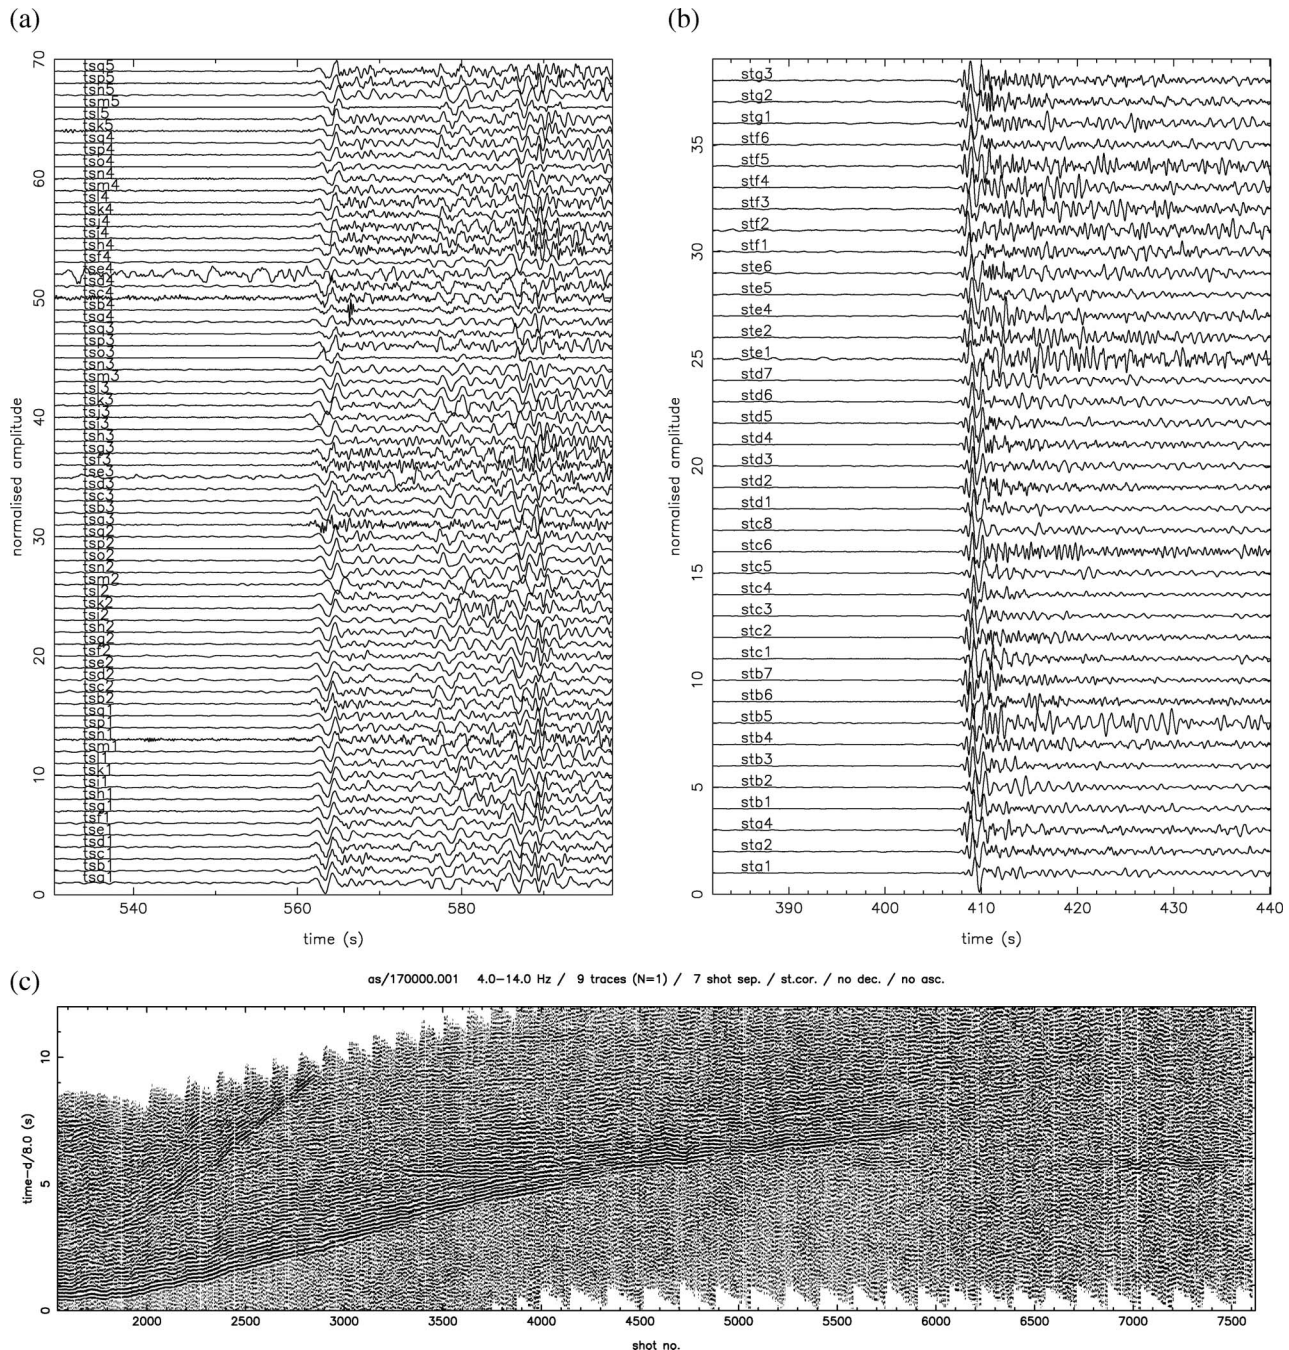 (a)
70
60
50
40
30
20
10
0
normalised amplitude
tsq5
tsp5
tsn5
tsm5
tsl5
tsk5
tsq4
tsp4
tso4
tsn4
tsm4
tsl4
tsk4
tsj4
tsi4
tsh4
tsf4
tse4
tsd4
tsc4
tsb4
tsa4
tsq3
tsp3
tso3
tsn3
tsm3
tsl3
tsk3
tsj3
tsi3
tsh3
tsg3
tsf3
tse3
tsd3
tsc3
tsb3
tsa3
tsq2
tsp2
tso2
tsn2
tsm2
tsl2
tsk2
tsj2
tsh2
tsg2
tsf2
tse2
tsd2
tsc2
tsb2
tsq1
tsp1
tsn1
tsm1
tsl1
tsk1
tsj1
tsh1
tsg1
tsf1
tse1
tsd1
tsc1
tsb1
tsa1
540 560 580
time (s)
(b)
35
30
25
20
15
10
5
0
normalised amplitude
stg3
stg2
stg1
stf6
stf5
stf4
stf3
stf2
stf1
ste6
ste5
ste4
ste2
ste1
std7
std6
std5
std4
std3
std2
std1
stc8
stc6
stc5
stc4
stc3
stc2
stc1
stb7
stb6
stb5
stb4
stb3
stb2
stb1
sta4
sta2
sta1
390 400 410 420 430 440
time (s)
(c)
as/170000.001 4.0–14.0 Hz / 9 traces (N=1) / 7 shot sep. / st.cor. / no dec. / no asc.
10
5
0
time–d/8.0 (s)
2000 2500 3000 3500 4000 4500 5000 5500 6000 6500 7000 7500
shot no.